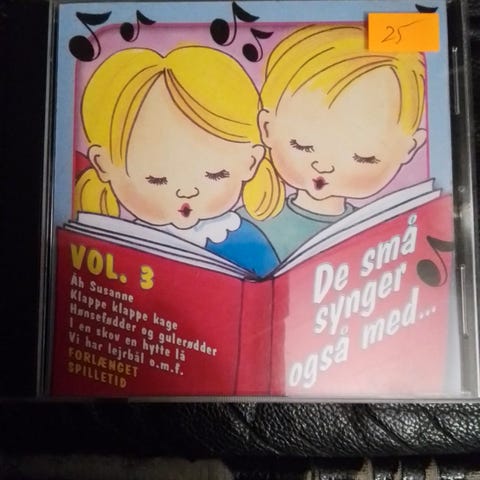 25
VOL. 3
Åh Susanne
Klappe klappe kage
Hønsefødder og gulerødder
I en skov en hytte lå
Vi har lejrbål o.m.f.
FORLÆNGET
SPILLETID
De små
synger
også med...